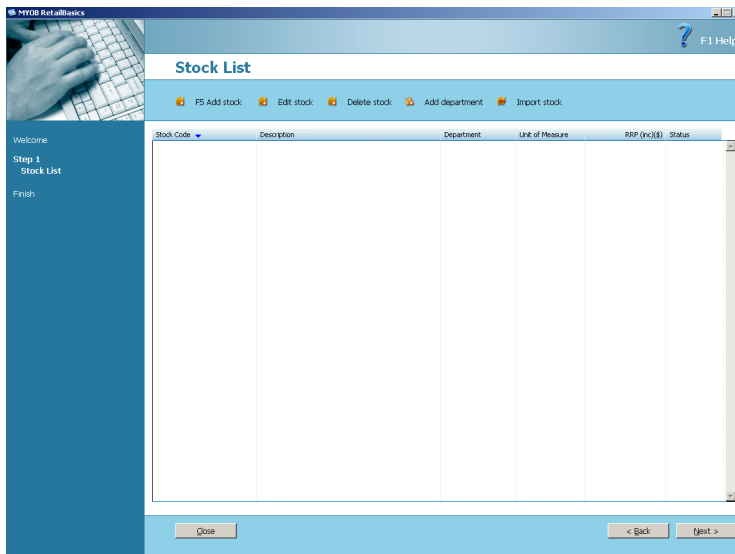 MYOB RetailBasics
? F1 Help
Stock List
F5 Add stock Edit stock Delete stock Add department Import stock
Welcome
Step 1
Stock List
Finish
Stock Code Description Department Unit of Measure RRP (inc)($) Status
Close < Back Next >